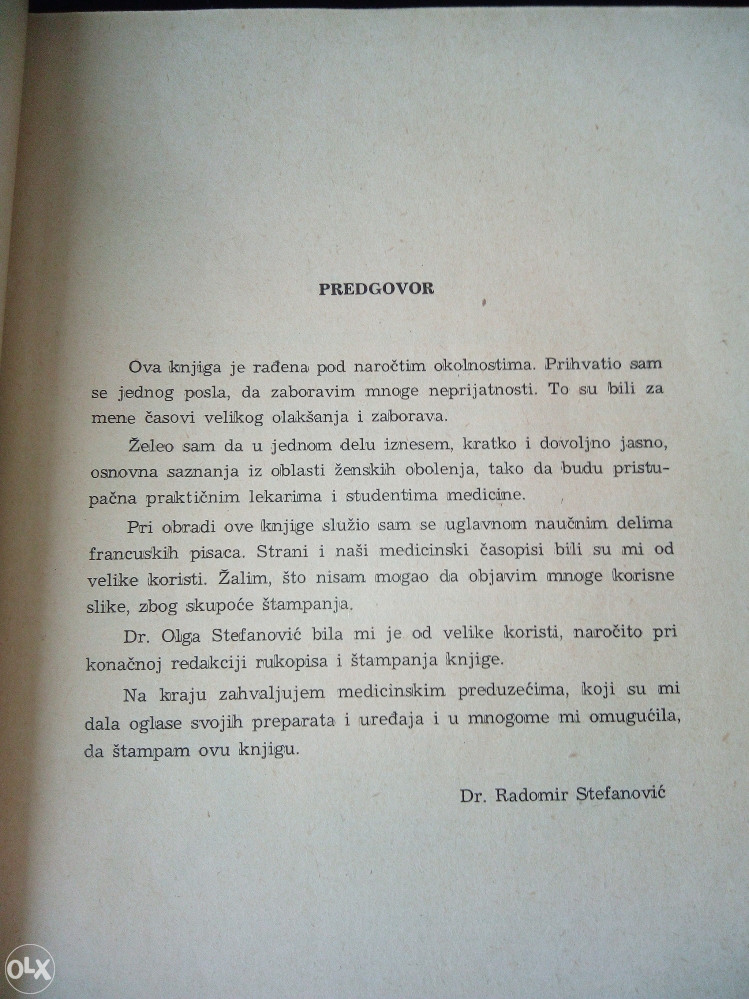 PREDGOVOR
Ova knjiga je rađena pod naročtim okolnostima. Prihvatio sam
se jednog posla, da zaboravim mnoge neprijatnosti. To su bili za
mene časovi velikog olakšanja i zaborava.
Želeo sam da u jednom delu iznesem, kratko i dovoljno jasno,
osnovna saznanja iz oblasti ženskih obolenja, tako da budu pristu-
pačna praktičnim lekarima i studentima medicine.
Pri obradi ove knjige služio sam se uglavnom naučnim delima
francuskih pisaca. Strani i naši medicinski časopisi bili su mi od
velike koristi. Žalim, što nisam mogao da objavim mnoge korisne
slike, zbog skupoće štampanja.
Dr. Olga Stefanović bila mi je od velike koristi, naročito pri
konačnoj redakciji rukopisa i štampanja knjige.
Na kraju zahvaljujem medicinskim preduzećima, koji su mi
dala oglase svojih preparata i uređaja i u mnogome mi omugućila,
da štampam ovu knjigu.
Dr. Radomir Stefanović
OLX